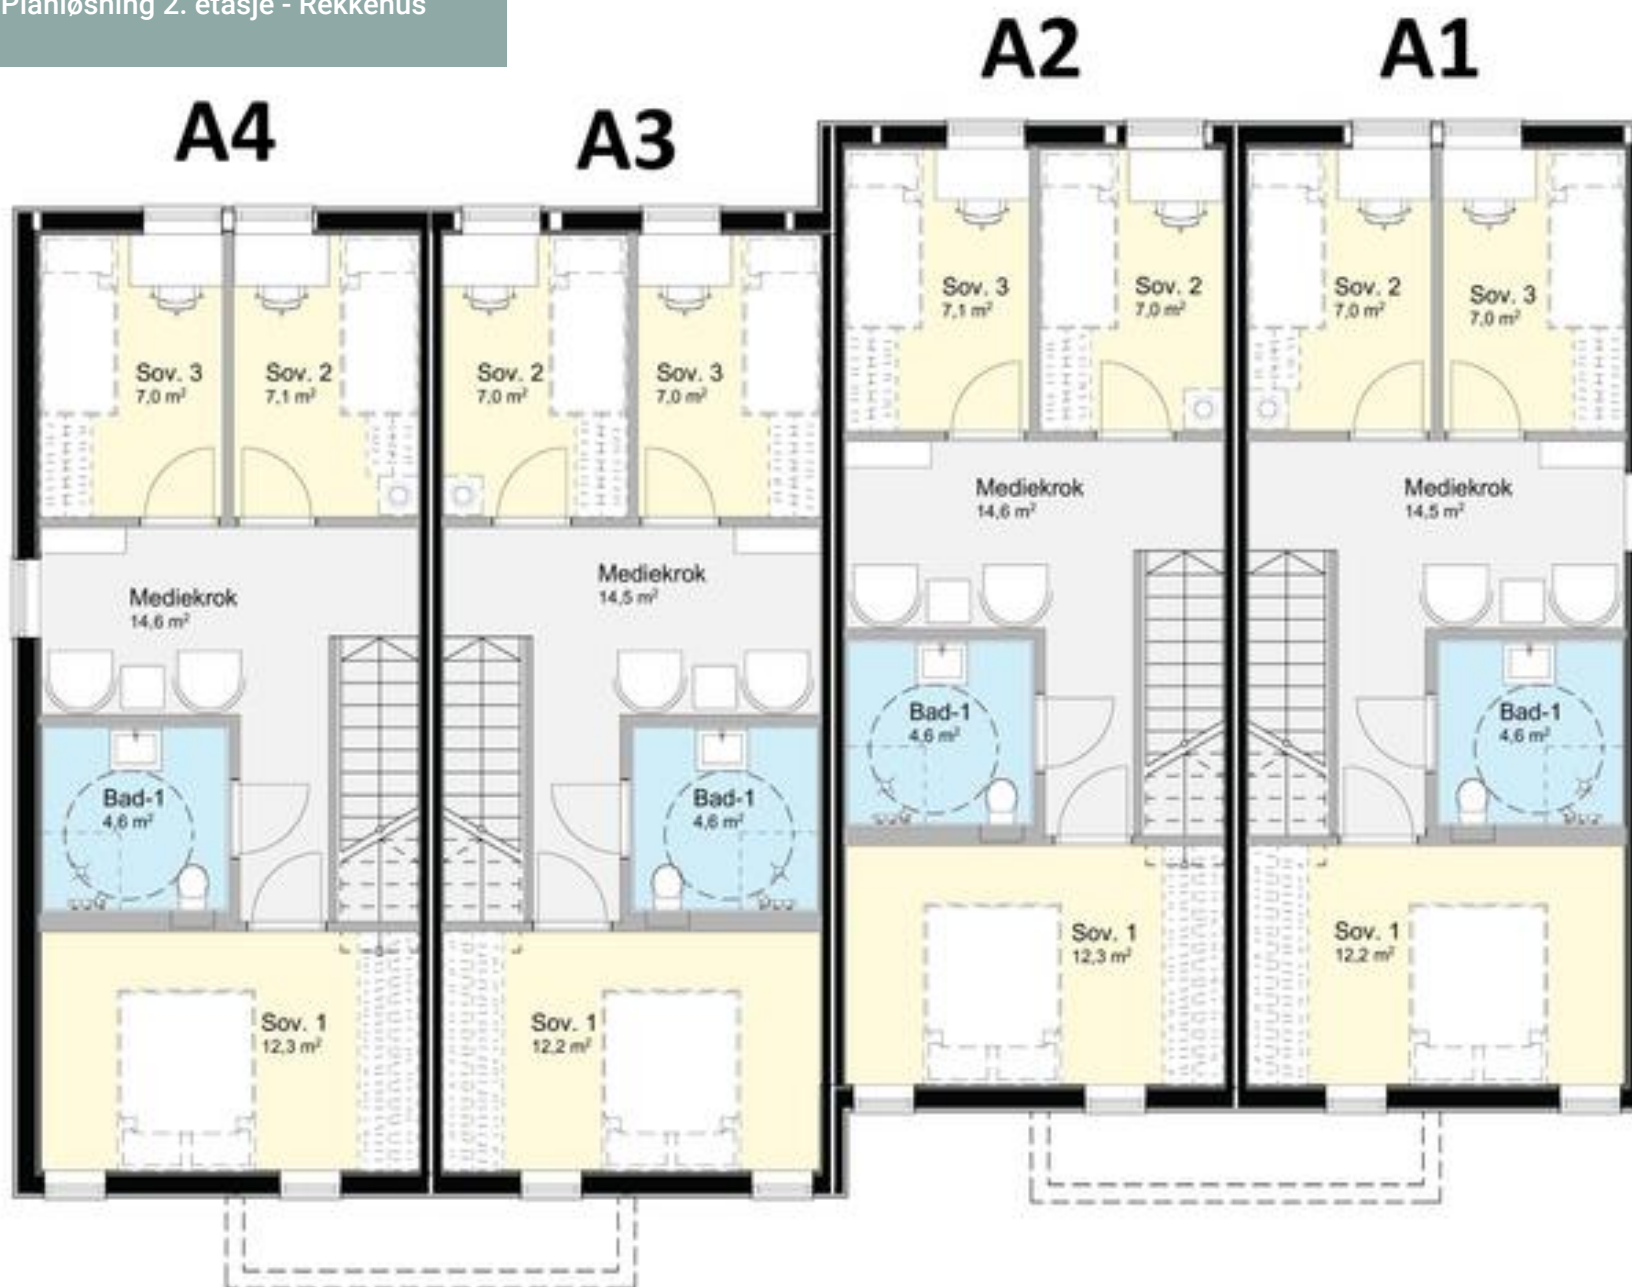 Planløsning 2. etasje - Rekkehus
A4
A3
A2
A1
Sov. 3
7,0 m²
Sov. 2
7,1 m²
Mediekrok
14,6 m²
Bad-1
4,6 m²
Sov. 1
12,3 m²
Sov. 2
7,0 m²
Sov. 3
7,0 m²
Mediekrok
14,5 m²
Bad-1
4,6 m²
Sov. 1
12,2 m²
Sov. 3
7,1 m²
Sov. 2
7,0 m²
Mediekrok
14,6 m²
Bad-1
4,6 m²
Sov. 1
12,3 m²
Sov. 2
7,0 m²
Sov. 3
7,0 m²
Mediekrok
14,5 m²
Bad-1
4,6 m²
Sov. 1
12,2 m²